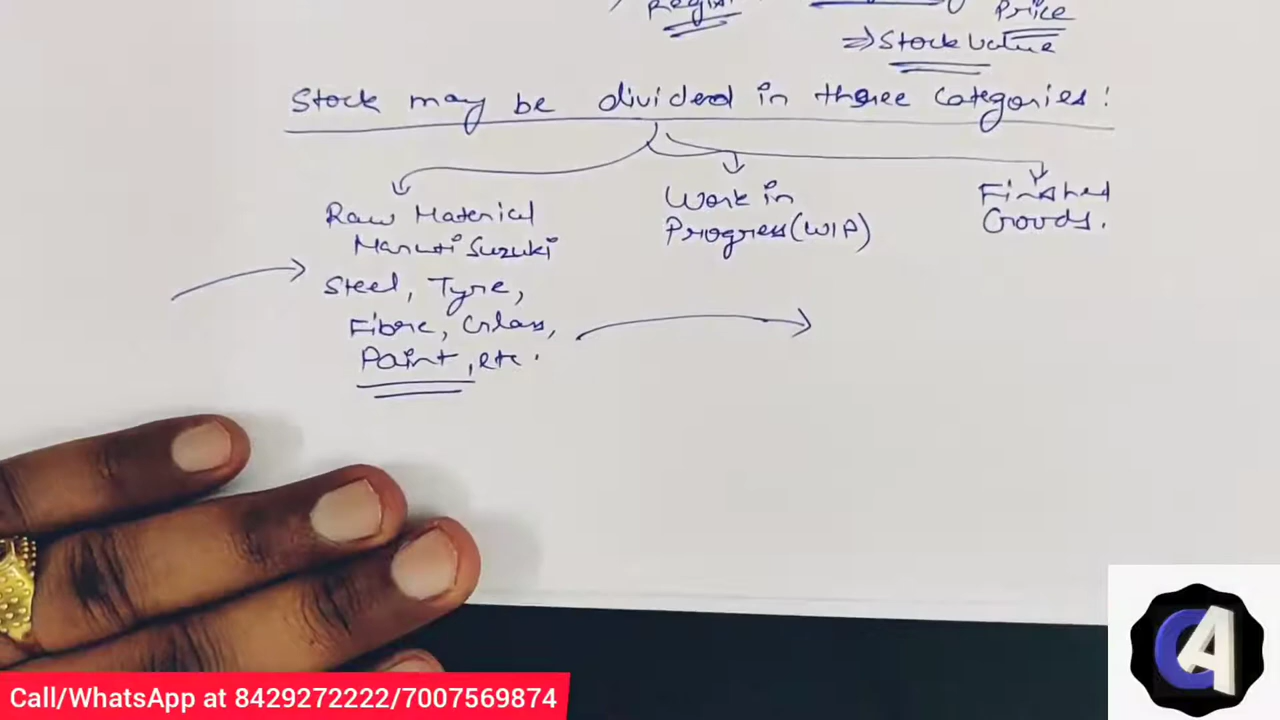 Price
⇒ Stock Value
Stock may be divided in three categories:
Raw Material
Maruti Suzuki
Steel, Tyre,
Fibre, Glass,
Paint, etc.
Work in
Progress (WIP)
Finished
Goods.
CA
Call/WhatsApp at 8429272222/7007569874